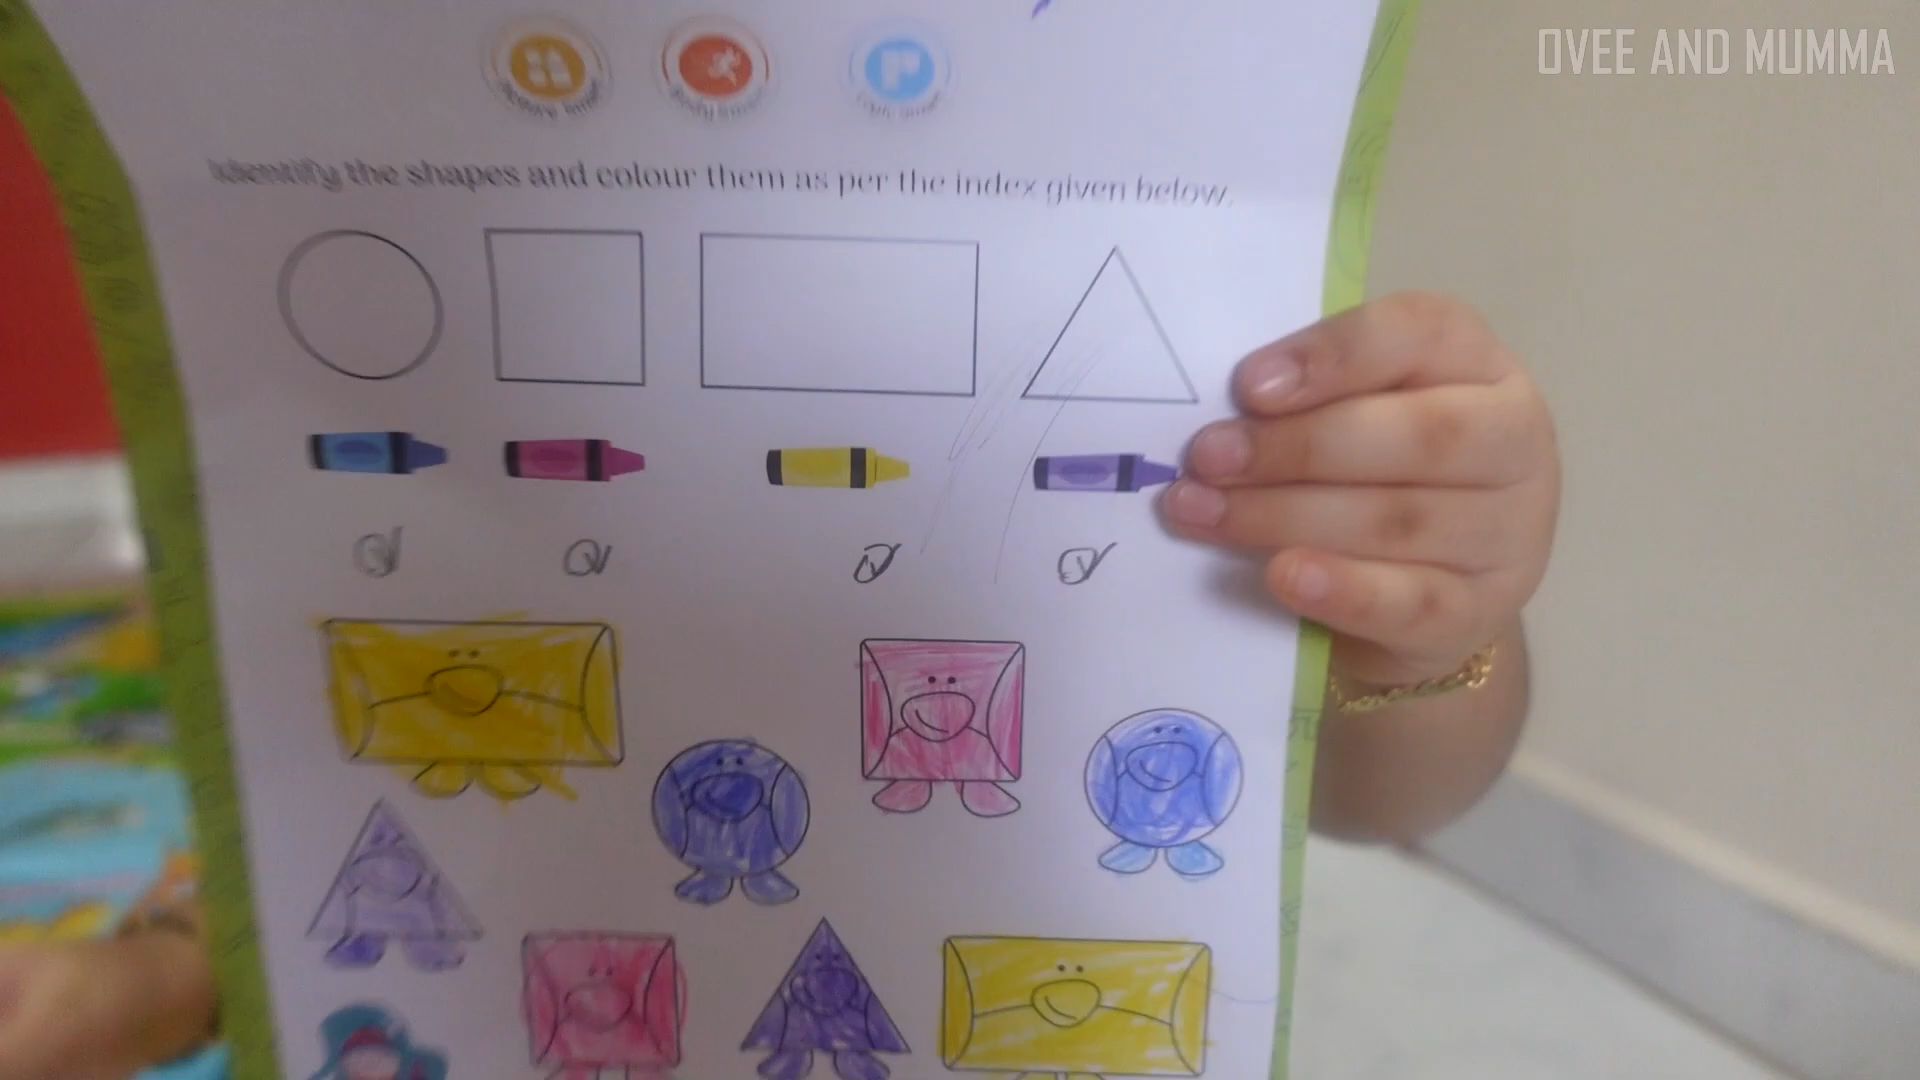 OVEE AND MUMMA
Identify the shapes and colour them as per the index given below.